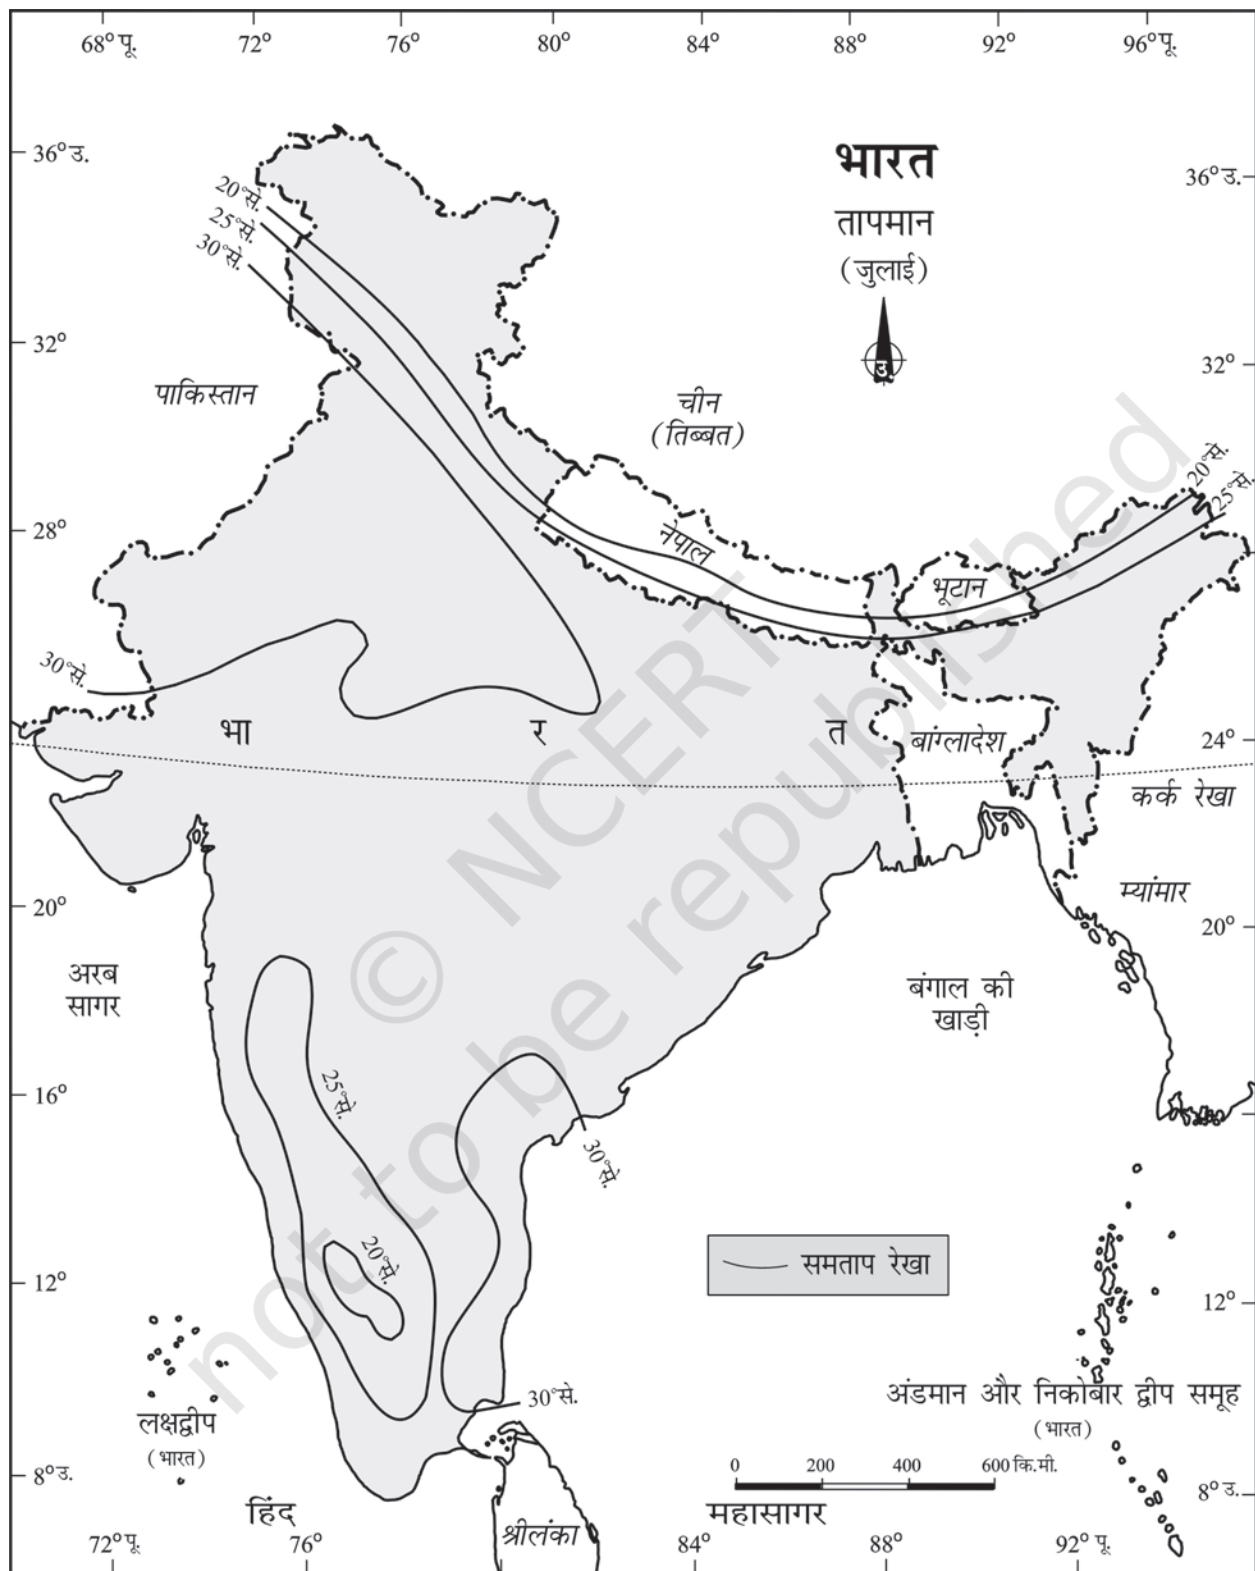 68° पू.
72°
76°
80°
84°
88°
92°
96° पू.
36° उ.
भारत
तापमान
(जुलाई)
36° उ.
20°से.
25°से.
30°से.
उ.
32°
32°
पाकिस्तान
चीन
(तिब्बत)
20°से.
25°से.
28°
नेपाल
भूटान
30°से.
भा र त
बांग्लादेश
24°
कर्क रेखा
म्यांमार
20°
20°
अरब
सागर
बंगाल की
खाड़ी
25°से.
16°
30°से.
20°से.
समताप रेखा
12°
12°
30°से.
अंडमान और निकोबार द्वीप समूह
(भारत)
लक्षद्वीप
(भारत)
0 200 400 600 कि.मी.
8° उ.
8° उ.
हिंद
महासागर
श्रीलंका
72° पू.
76°
84°
88°
92° पू.
© NCERT
not to be republished